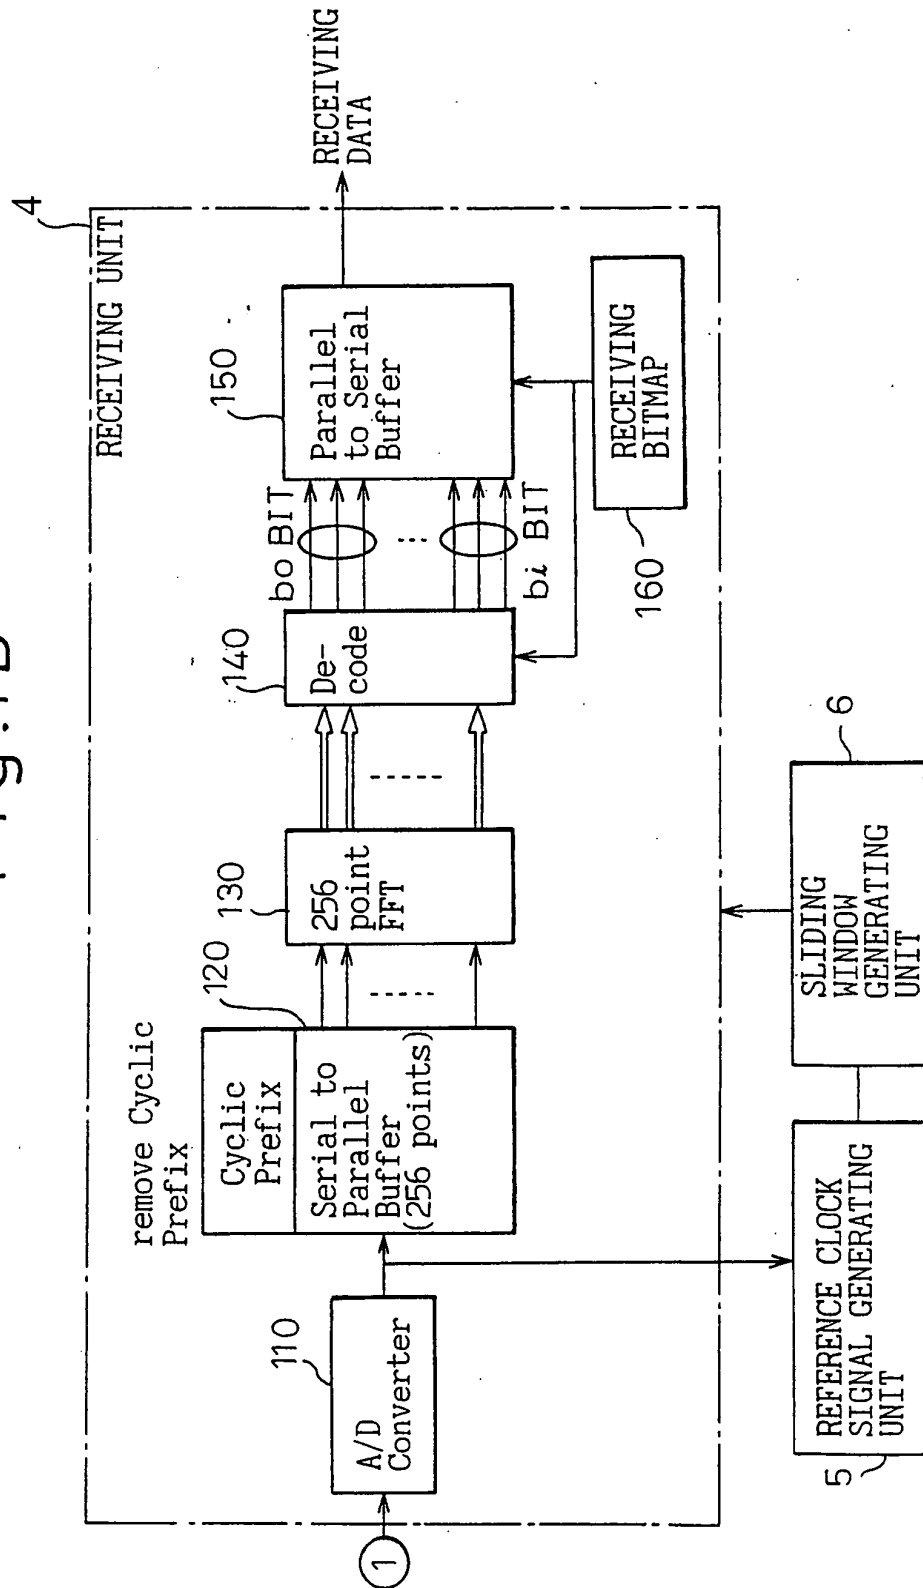 4
RECEIVING UNIT
remove Cyclic
Prefix
120
Cyclic
Prefix
Serial to
Parallel
Buffer
(256 points)
130
256
point
FFT
140
De-
code
bo BIT
bi BIT
150
Parallel
to Serial
Buffer
RECEIVING
DATA
110
A/D
Converter
1
160
RECEIVING
BITMAP
5
REFERENCE CLOCK
SIGNAL GENERATING
UNIT
6
SLIDING
WINDOW
GENERATING
UNIT